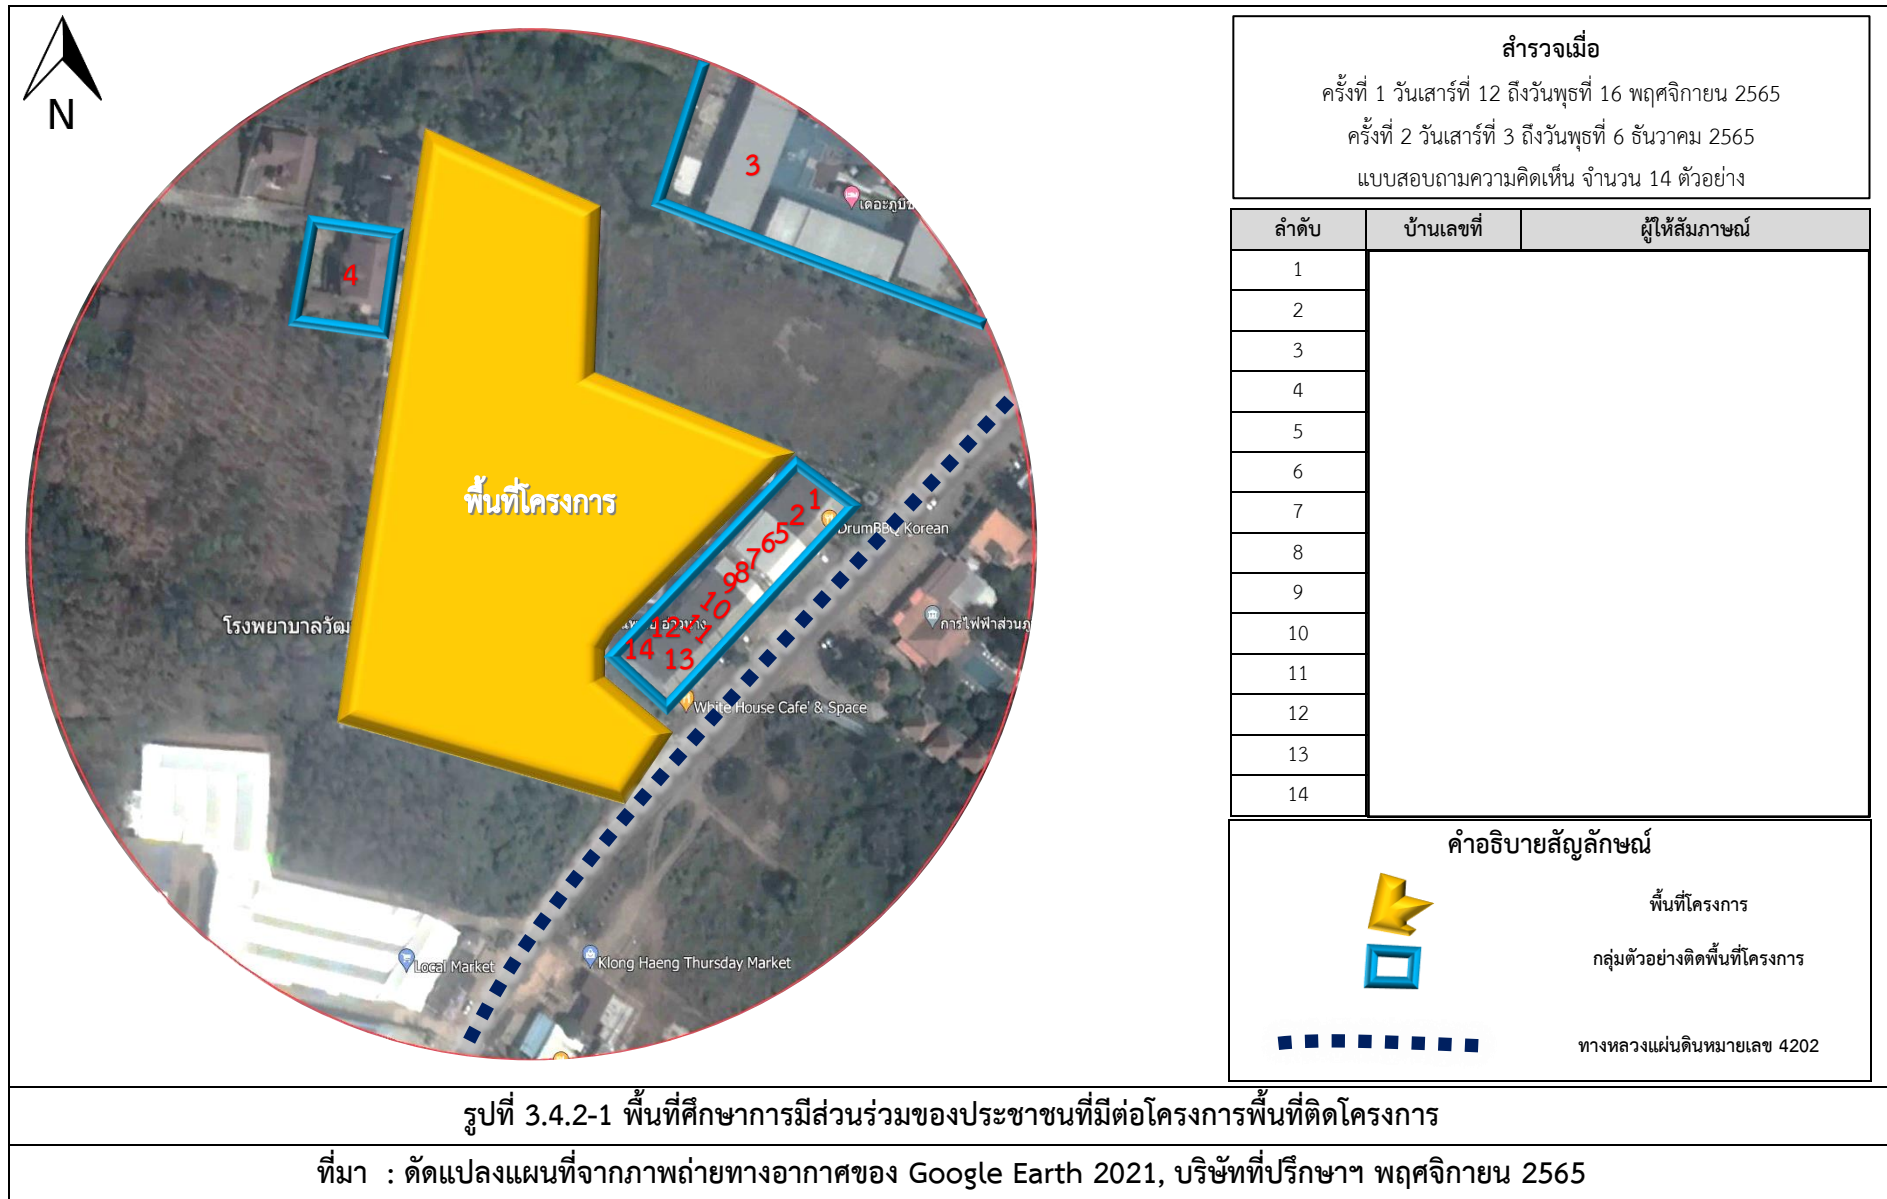 N
สำรวจเมื่อ
ครั้งที่ 1 วันเสาร์ที่ 12 ถึงวันพุธที่ 16 พฤศจิกายน 2565
ครั้งที่ 2 วันเสาร์ที่ 3 ถึงวันพุธที่ 6 ธันวาคม 2565
แบบสอบถามความคิดเห็น จำนวน 14 ตัวอย่าง
ลำดับ บ้านเลขที่ ผู้ให้สัมภาษณ์
1
2
3
4
5
6
7
8
9
10
11
12
13
14
3
เดอะภูบีช
4
พื้นที่โครงการ
1
2
5
6
7
8
9
10
11
12
13
14
DrumBBQ Korean
การไฟฟ้าส่วนภู
โรงพยาบาลวัฒ
White House Cafe' & Space
Local Market
Klong Haeng Thursday Market
คำอธิบายสัญลักษณ์
พื้นที่โครงการ
กลุ่มตัวอย่างติดพื้นที่โครงการ
ทางหลวงแผ่นดินหมายเลข 4202
รูปที่ 3.4.2-1 พื้นที่ศึกษาการมีส่วนร่วมของประชาชนที่มีต่อโครงการพื้นที่ติดโครงการ
ที่มา : ดัดแปลงแผนที่จากภาพถ่ายทางอากาศของ Google Earth 2021, บริษัทที่ปรึกษาฯ พฤศจิกายน 2565